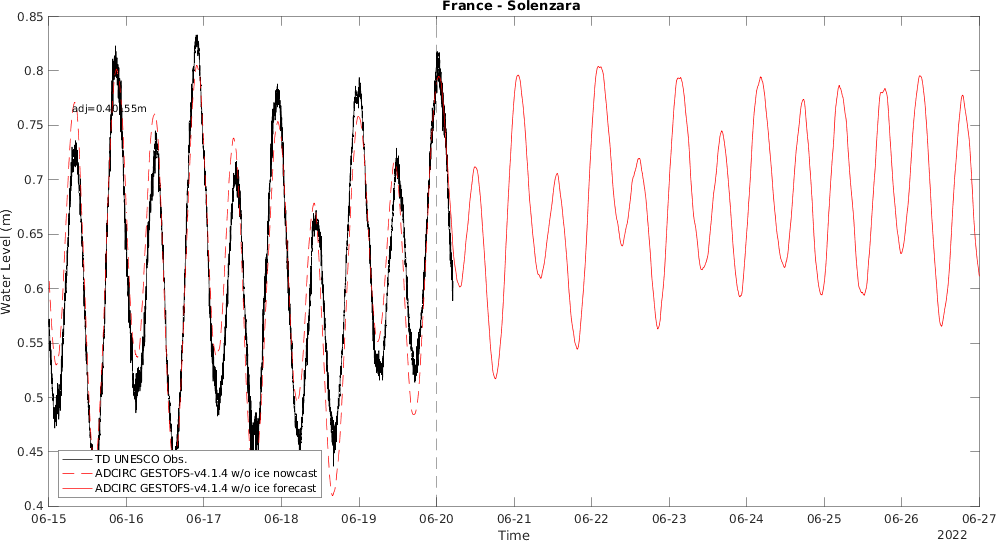 France - Solenzara
0.85
0.8
0.75
0.7
0.65
0.6
0.55
0.5
0.45
0.4
Water Level (m)
TD UNESCO Obs.
ADCIRC GESTOFS-v4.1.4 w/o ice nowcast
ADCIRC GESTOFS-v4.1.4 w/o ice forecast
06-15 06-16 06-17 06-18 06-19 06-20 06-21 06-22 06-23 06-24 06-25 06-26 06-27
Time
2022